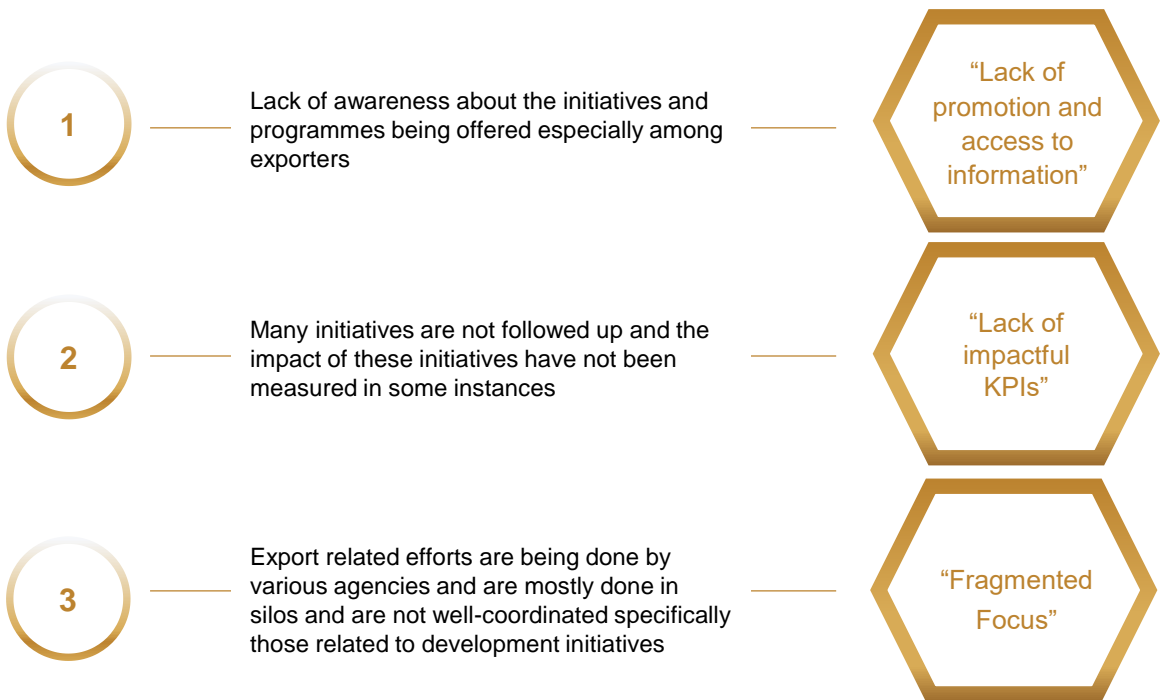 1
Lack of awareness about the initiatives and
programmes being offered especially among
exporters
“Lack of
promotion and
access to
information”
2
Many initiatives are not followed up and the
impact of these initiatives have not been
measured in some instances
“Lack of
impactful
KPIs”
3
Export related efforts are being done by
various agencies and are mostly done in
silos and are not well-coordinated specifically
those related to development initiatives
“Fragmented
Focus”